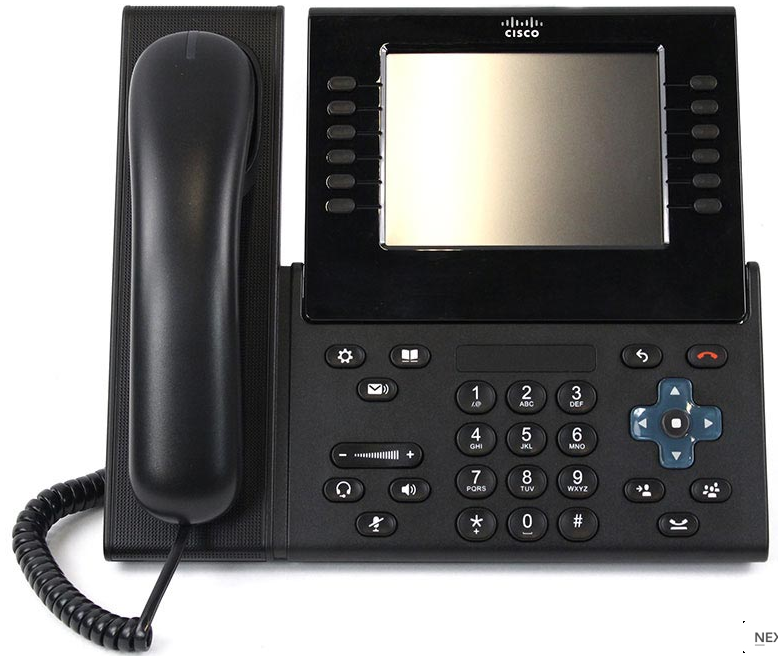 CISCO
1 2 3
/.@ ABC DEF
4 5 6
GHI JKL MNO
7 8 9
PQRS TUV WXYZ
* 0 #
+
− +
NEX